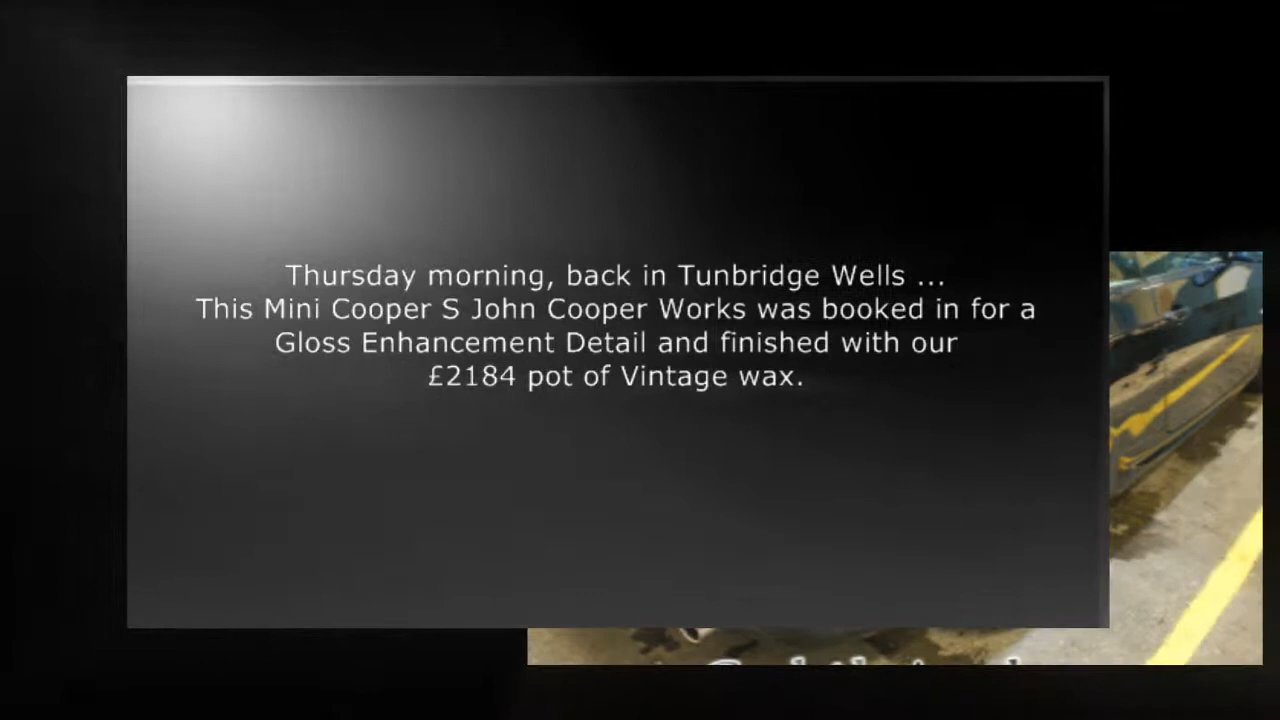 Thursday morning, back in Tunbridge Wells ...
This Mini Cooper S John Cooper Works was booked in for a
Gloss Enhancement Detail and finished with our
£2184 pot of Vintage wax.